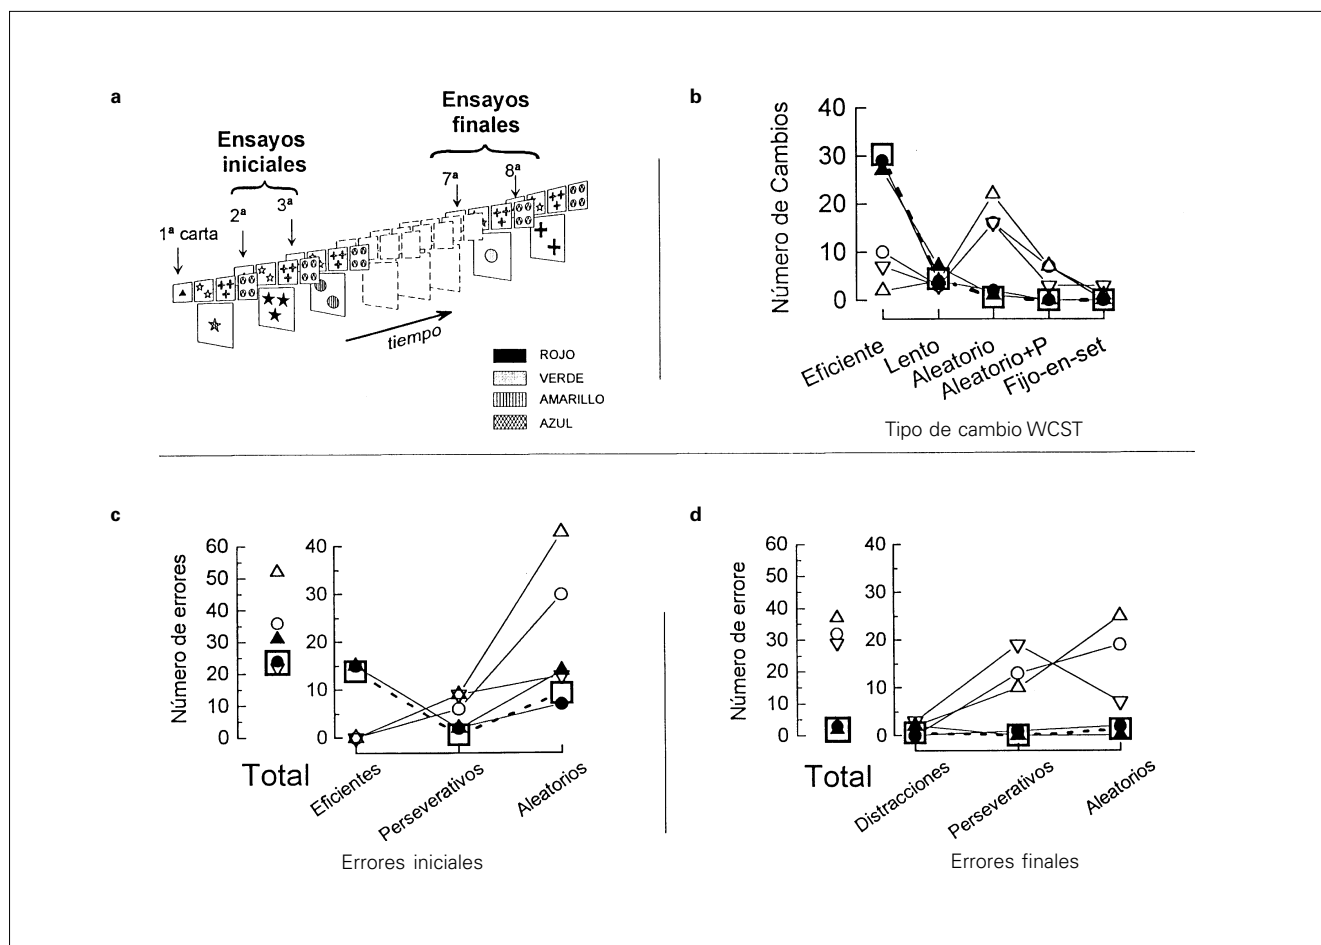 a
Ensayos
iniciales
Ensayos
finales
1ª carta
2ª
3ª
7ª
8ª
tiempo
ROJO
VERDE
AMARILLO
AZUL
b
Número de Cambios
40
30
20
10
0
Eficiente
Lento
Aleatorio
Aleatorio+P
Fijo-en-set
Tipo de cambio WCST
c
Número de errores
60
50
40
30
20
10
0
Total
40
30
20
10
0
Eficientes
Perseverativos
Aleatorios
Errores iniciales
d
Número de errore
60
50
40
30
20
10
0
Total
40
30
20
10
0
Distracciones
Perseverativos
Aleatorios
Errores finales